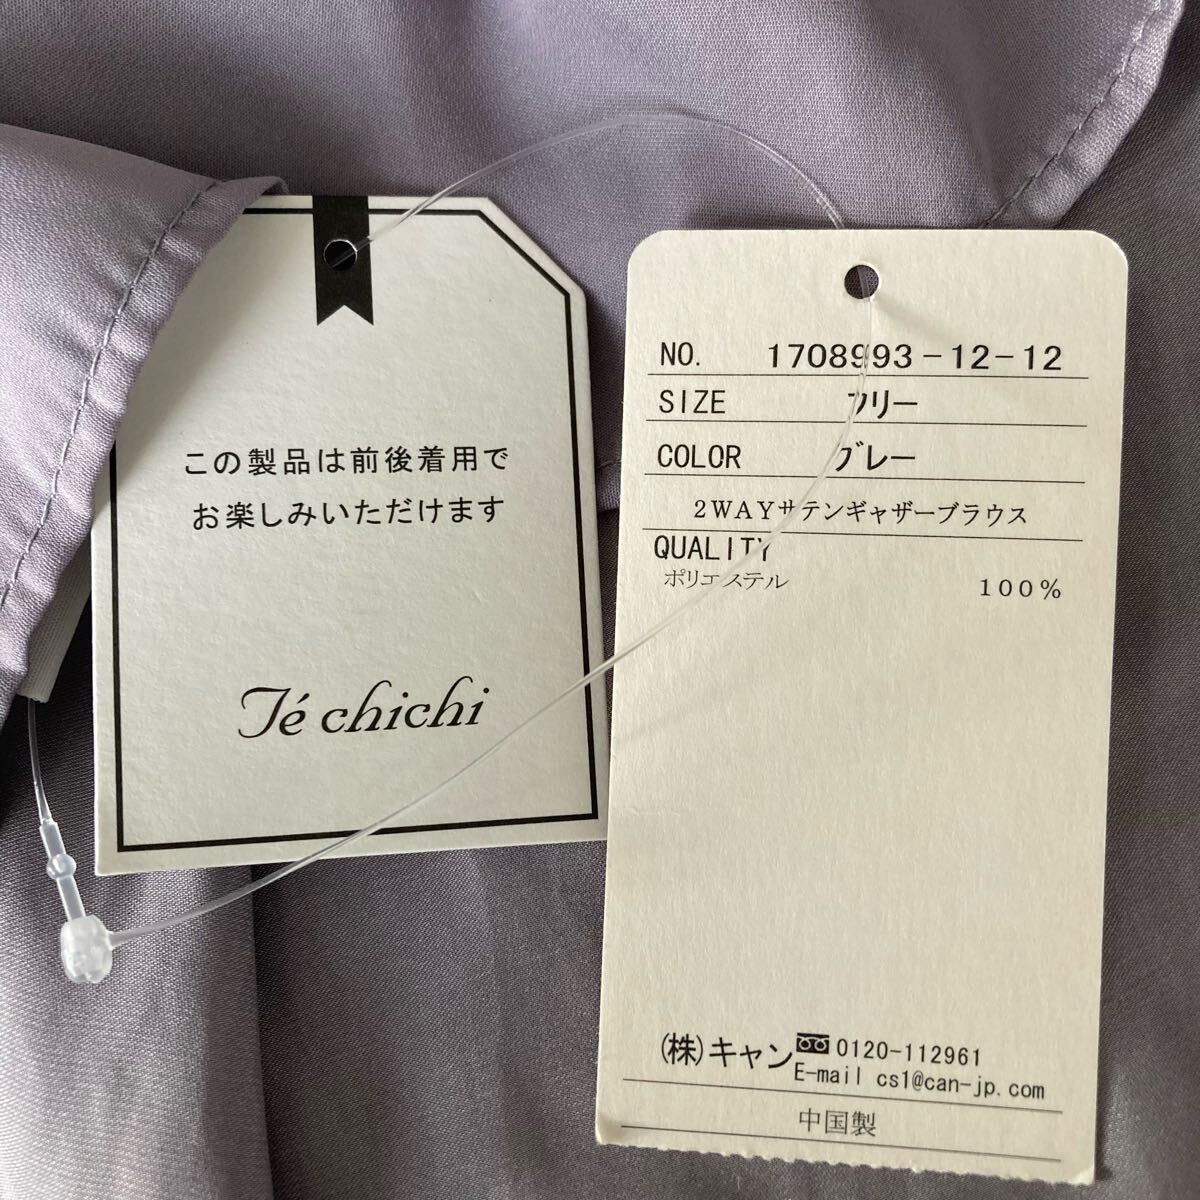 この製品は前後着用で
お楽しみいただけます
Té chichi
NO. 1708993-12-12
SIZE フリー
COLOR グレー
2WAYサテンギャザーブラウス
QUALITY
ポリエステル 100%
(株)キャン 0120-112961
E-mail cs1@can-jp.com
中国製